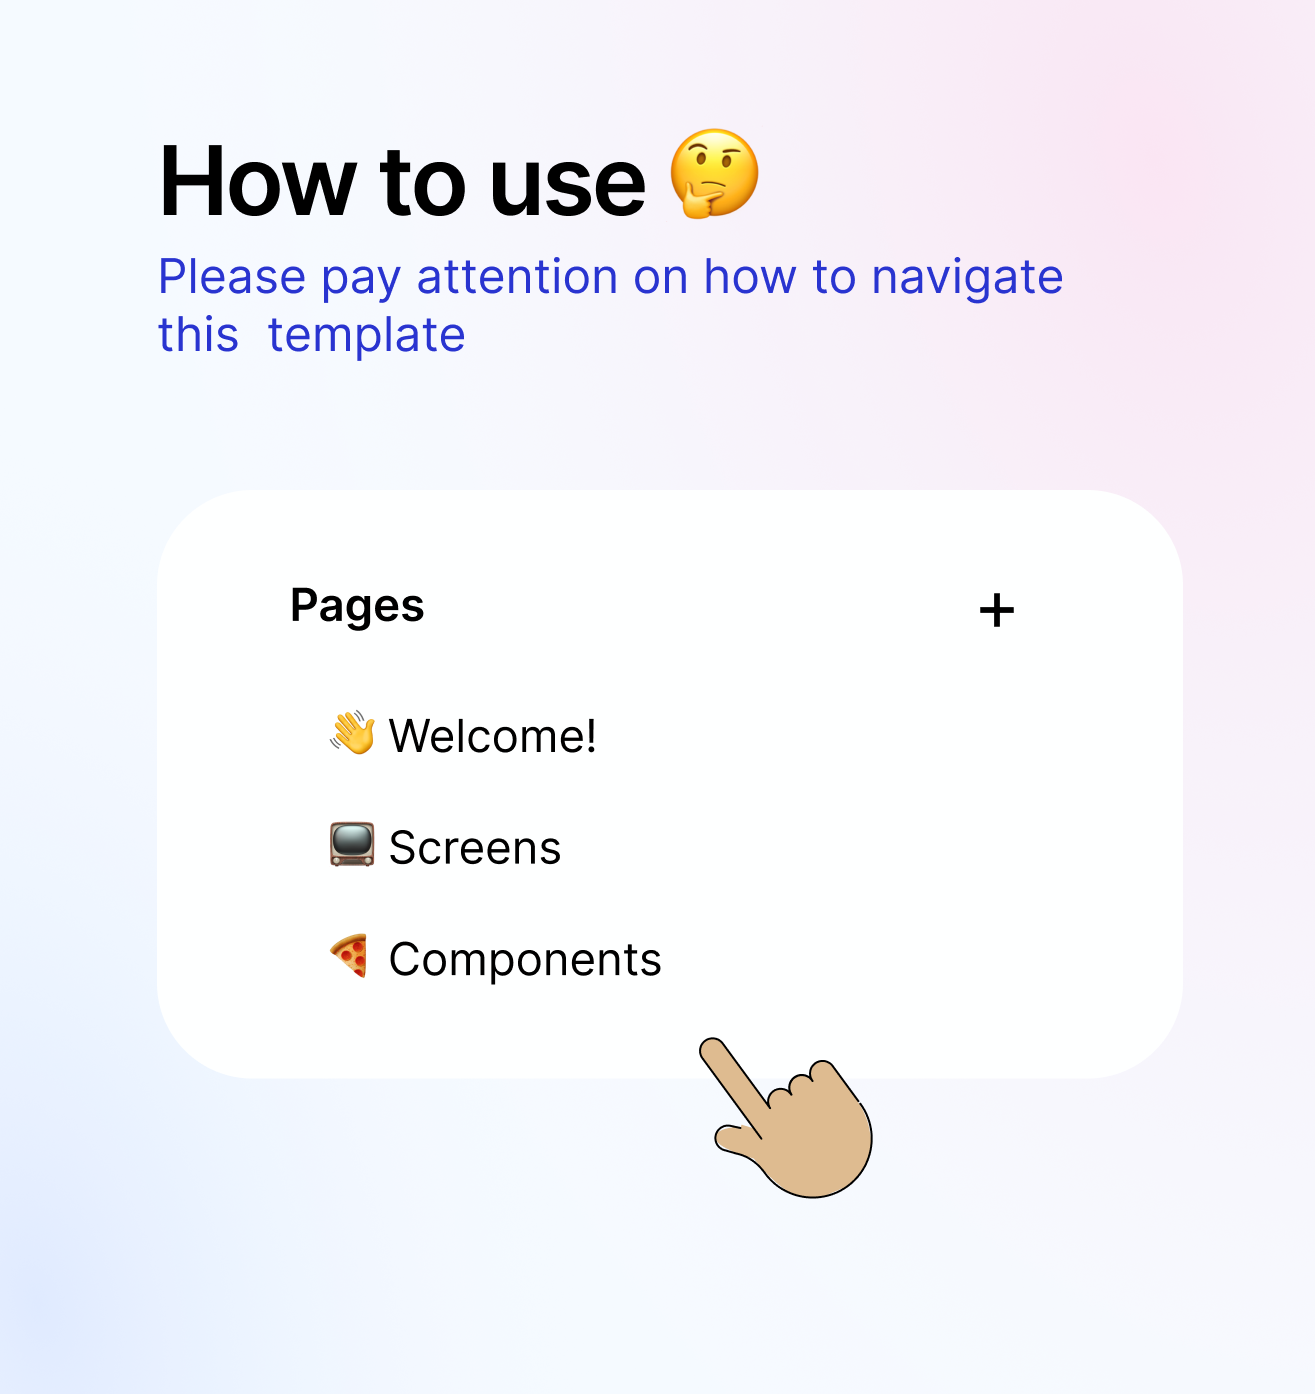 How to use 🤔
Please pay attention on how to navigate
this  template
Pages +
👋 Welcome!
📺 Screens
🍕 Components